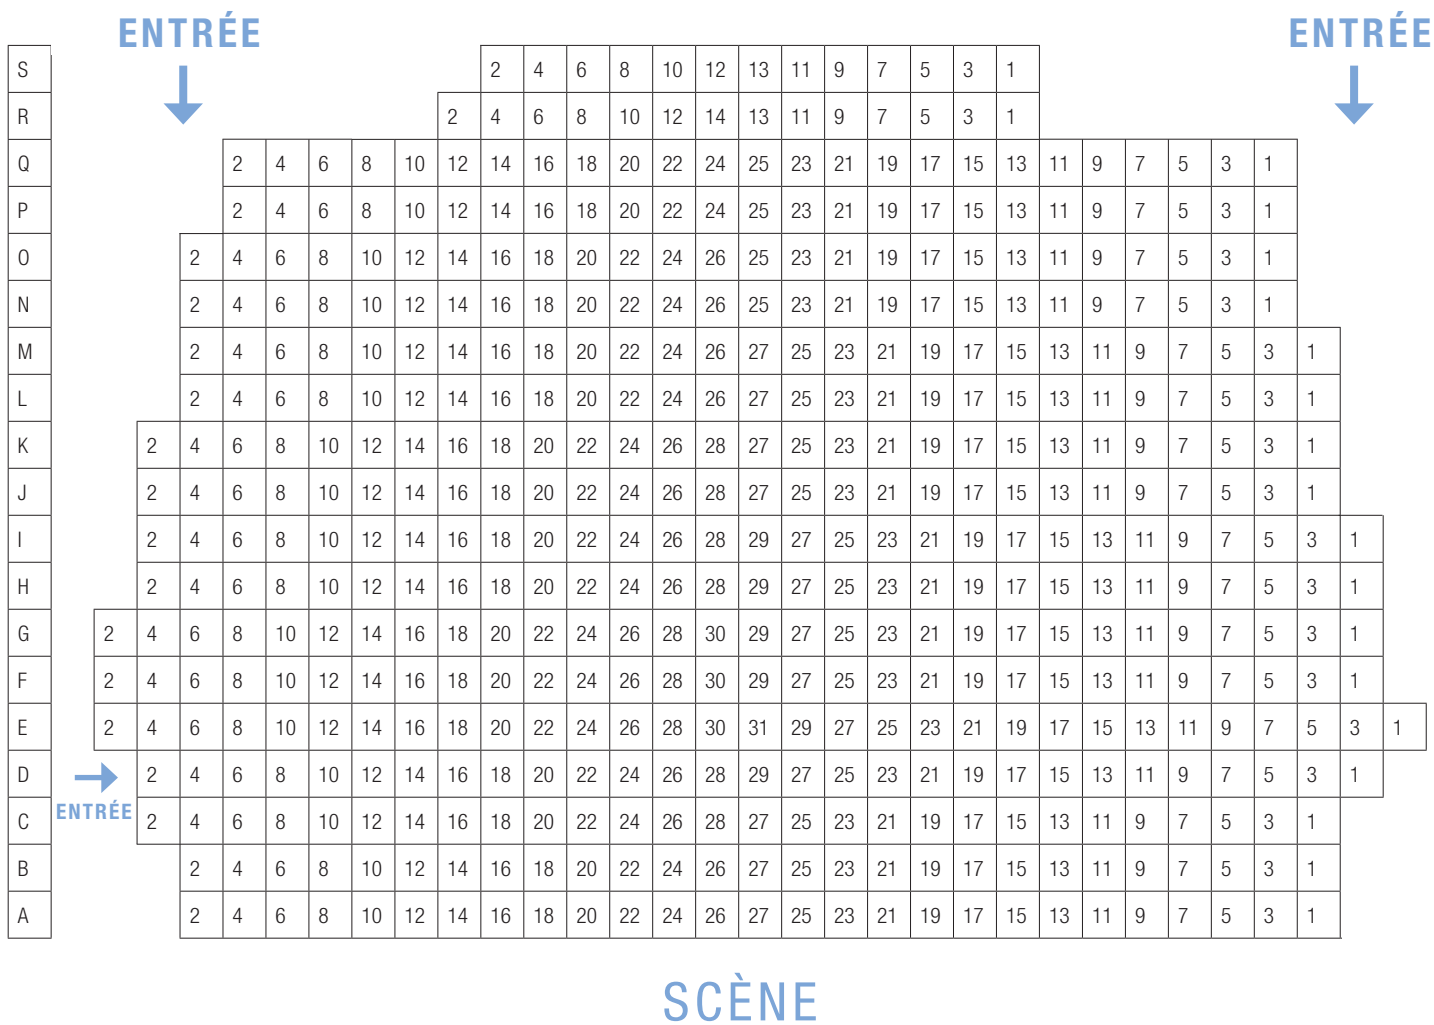 ENTRÉE ENTRÉE
S 2 4 6 8 10 12 13 11 9 7 5 3 1
R 2 4 6 8 10 12 14 13 11 9 7 5 3 1
Q 2 4 6 8 10 12 14 16 18 20 22 24 25 23 21 19 17 15 13 11 9 7 5 3 1
P 2 4 6 8 10 12 14 16 18 20 22 24 25 23 21 19 17 15 13 11 9 7 5 3 1
O 2 4 6 8 10 12 14 16 18 20 22 24 26 25 23 21 19 17 15 13 11 9 7 5 3 1
N 2 4 6 8 10 12 14 16 18 20 22 24 26 25 23 21 19 17 15 13 11 9 7 5 3 1
M 2 4 6 8 10 12 14 16 18 20 22 24 26 27 25 23 21 19 17 15 13 11 9 7 5 3 1
L 2 4 6 8 10 12 14 16 18 20 22 24 26 27 25 23 21 19 17 15 13 11 9 7 5 3 1
K 2 4 6 8 10 12 14 16 18 20 22 24 26 28 27 25 23 21 19 17 15 13 11 9 7 5 3 1
J 2 4 6 8 10 12 14 16 18 20 22 24 26 28 27 25 23 21 19 17 15 13 11 9 7 5 3 1
I 2 4 6 8 10 12 14 16 18 20 22 24 26 28 29 27 25 23 21 19 17 15 13 11 9 7 5 3 1
H 2 4 6 8 10 12 14 16 18 20 22 24 26 28 29 27 25 23 21 19 17 15 13 11 9 7 5 3 1
G 2 4 6 8 10 12 14 16 18 20 22 24 26 28 30 29 27 25 23 21 19 17 15 13 11 9 7 5 3 1
F 2 4 6 8 10 12 14 16 18 20 22 24 26 28 30 29 27 25 23 21 19 17 15 13 11 9 7 5 3 1
E 2 4 6 8 10 12 14 16 18 20 22 24 26 28 30 31 29 27 25 23 21 19 17 15 13 11 9 7 5 3 1
D 2 4 6 8 10 12 14 16 18 20 22 24 26 28 29 27 25 23 21 19 17 15 13 11 9 7 5 3 1
ENTRÉE
C 2 4 6 8 10 12 14 16 18 20 22 24 26 28 27 25 23 21 19 17 15 13 11 9 7 5 3 1
B 2 4 6 8 10 12 14 16 18 20 22 24 26 27 25 23 21 19 17 15 13 11 9 7 5 3 1
A 2 4 6 8 10 12 14 16 18 20 22 24 26 27 25 23 21 19 17 15 13 11 9 7 5 3 1
SCÈNE